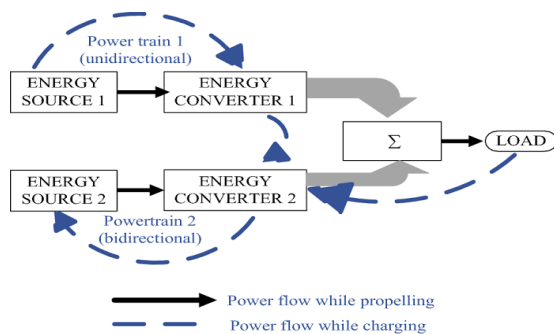 Power train 1
(unidirectional)
ENERGY
SOURCE 1
ENERGY
CONVERTER 1
Σ
LOAD
ENERGY
SOURCE 2
ENERGY
CONVERTER 2
Powertrain 2
(bidirectional)
Power flow while propelling
Power flow while charging